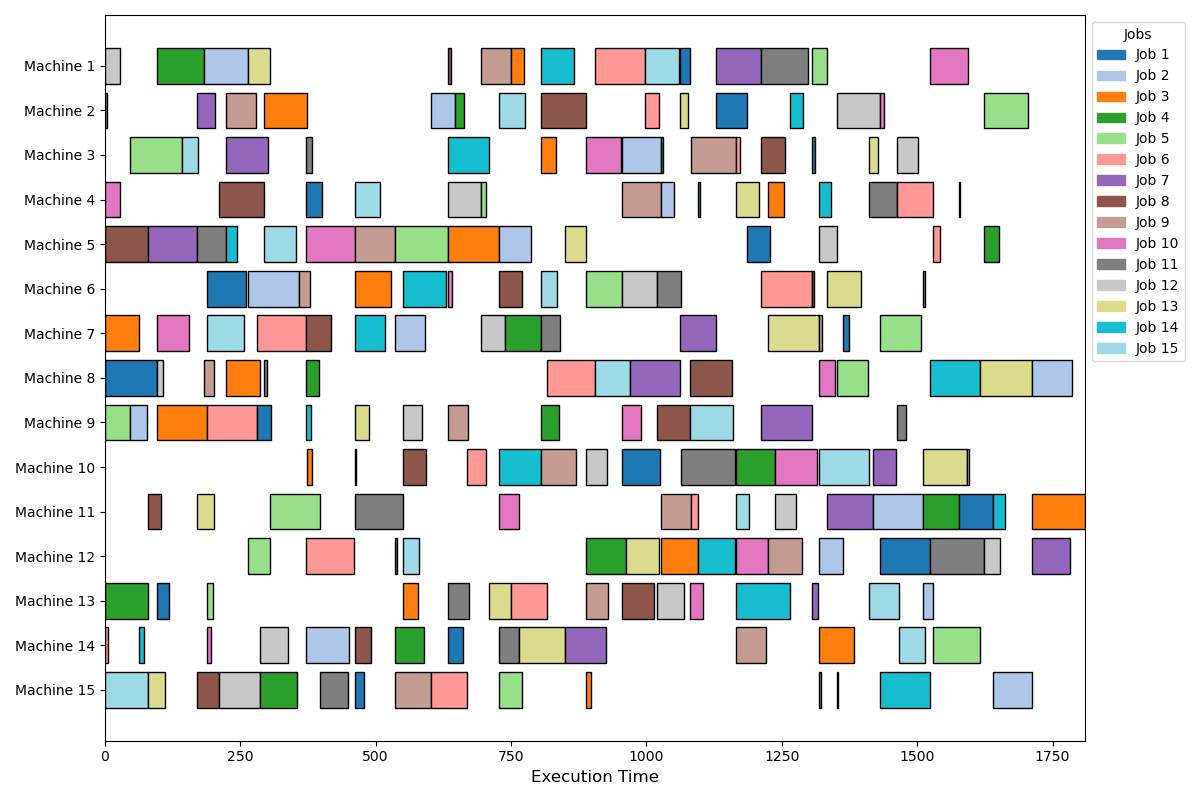 Machine 1
Machine 2
Machine 3
Machine 4
Machine 5
Machine 6
Machine 7
Machine 8
Machine 9
Machine 10
Machine 11
Machine 12
Machine 13
Machine 14
Machine 15
0 250 500 750 1000 1250 1500 1750
Execution Time
Jobs
Job 1
Job 2
Job 3
Job 4
Job 5
Job 6
Job 7
Job 8
Job 9
Job 10
Job 11
Job 12
Job 13
Job 14
Job 15